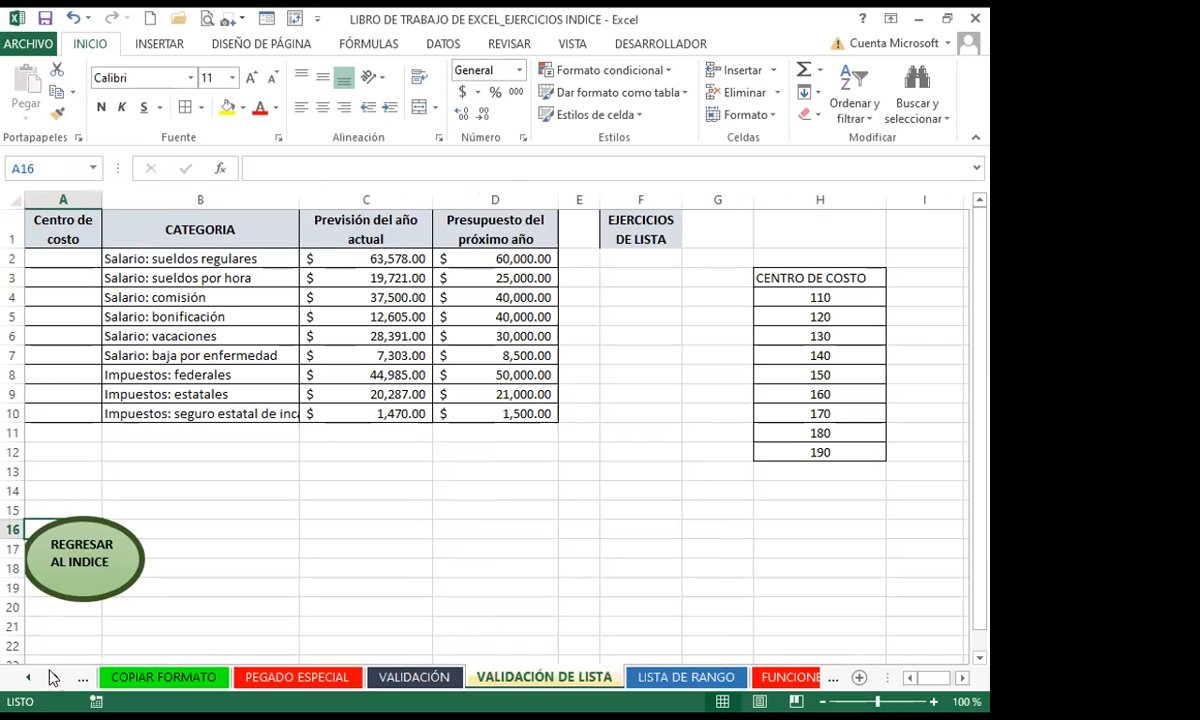 LIBRO DE TRABAJO DE EXCEL_EJERCICIOS INDICE - Excel
ARCHIVO INICIO INSERTAR DISEÑO DE PÁGINA FÓRMULAS DATOS REVISAR VISTA DESARROLLADOR Cuenta Microsoft
Calibri 11 General Formato condicional Insertar
Pegar Dar formato como tabla Eliminar Ordenar y filtrar Buscar y seleccionar
N K S $ % 000 Estilos de celda Formato
Portapapeles Fuente Alineación Número Estilos Celdas Modificar
A16 fx
A B C D E F G H I
1 Centro de costo CATEGORIA Previsión del año actual Presupuesto del próximo año EJERCICIOS DE LISTA
2 Salario: sueldos regulares $ 63,578.00 $ 60,000.00
3 Salario: sueldos por hora $ 19,721.00 $ 25,000.00 CENTRO DE COSTO
4 Salario: comisión $ 37,500.00 $ 40,000.00 110
5 Salario: bonificación $ 12,605.00 $ 40,000.00 120
6 Salario: vacaciones $ 28,391.00 $ 30,000.00 130
7 Salario: baja por enfermedad $ 7,303.00 $ 8,500.00 140
8 Impuestos: federales $ 44,985.00 $ 50,000.00 150
9 Impuestos: estatales $ 20,287.00 $ 21,000.00 160
10 Impuestos: seguro estatal de inca $ 1,470.00 $ 1,500.00 170
11 180
12 190
13
14
15
16
17
18
19
20
21
22
REGRESAR
AL INDICE
... COPIAR FORMATO PEGADO ESPECIAL VALIDACIÓN VALIDACIÓN DE LISTA LISTA DE RANGO FUNCIONE ...
LISTO 100 %